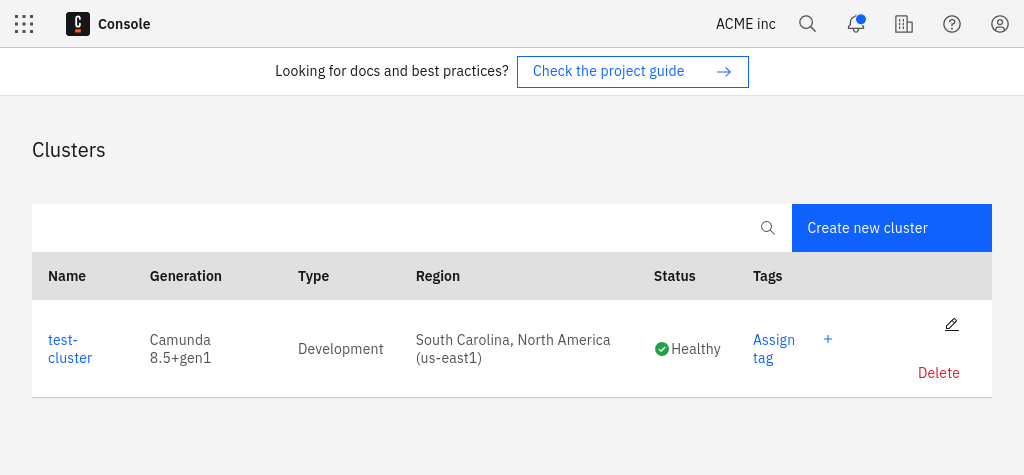 C Console
ACME inc
Looking for docs and best practices? Check the project guide
Clusters
Create new cluster
Name Generation Type Region Status Tags
test-
cluster
Camunda
8.5+gen1
Development
South Carolina, North America
(us-east1)
Healthy
Assign
tag
+
Delete